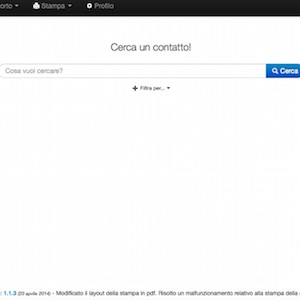 orto Stampa Profilo
Cerca un contatto!
Cosa vuoi cercare? Cerca
Filtra per...
1.1.3 (23 aprile 2014) - Modificato il layout della stampa in pdf. Risolto un malfunzionamento relativo alla stampa della